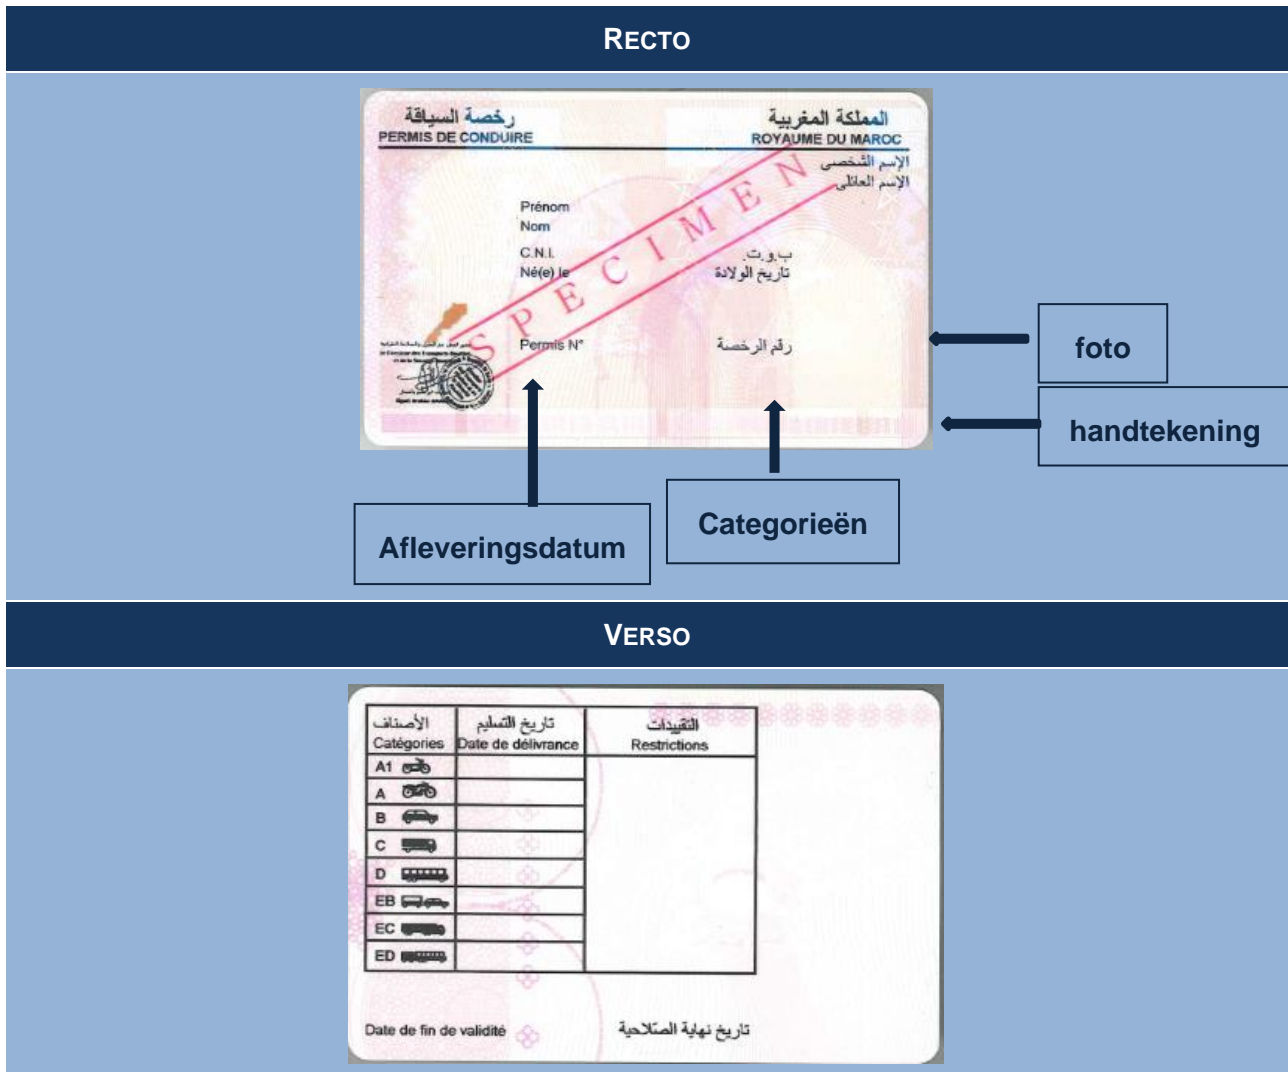 RECTO
رخصة السياقة
المملكة المغربية
PERMIS DE CONDUIRE
ROYAUME DU MAROC
الإسم الشخصي
الإسم العائلي
Prénom
Nom
C.N.I.
ب.و.ت.
Né(e) le
تاريخ الولادة
SPECIMEN
Permis N°
رقم الرخصة
foto
handtekening
Afleveringsdatum
Categorieën
VERSO
الأصناف تاريخ التسليم التقييدات
Catégories Date de délivrance Restrictions
A1
A
B
C
D
EB
EC
ED
Date de fin de validité
تاريخ نهاية الصلاحية